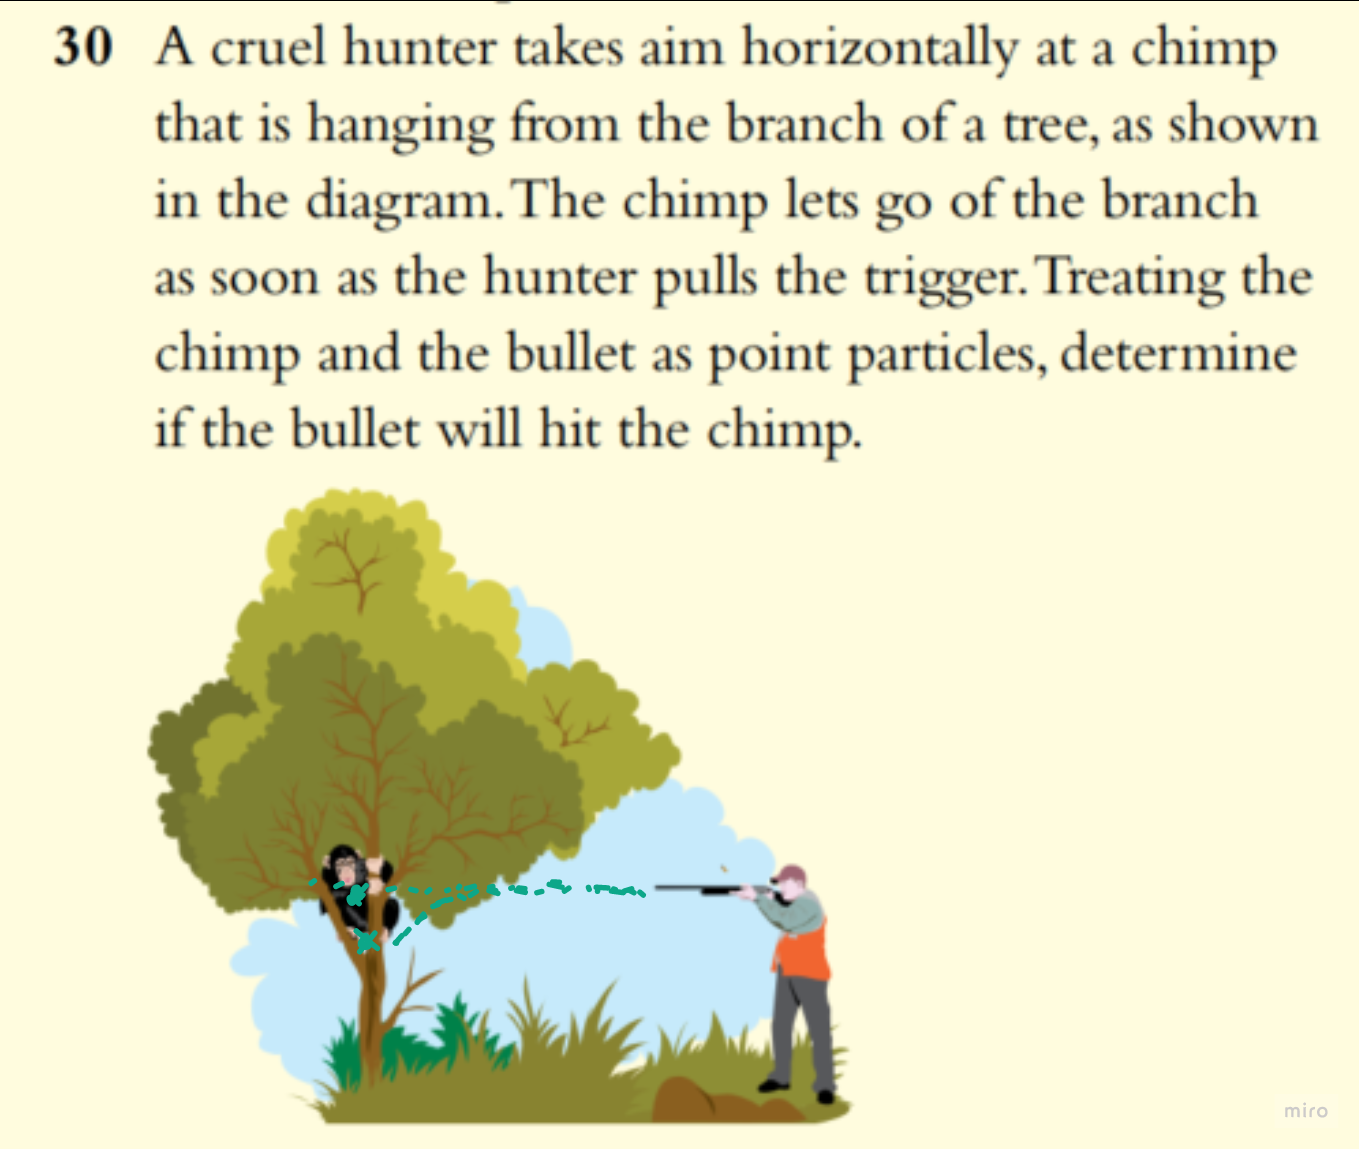 30 A cruel hunter takes aim horizontally at a chimp
that is hanging from the branch of a tree, as shown
in the diagram. The chimp lets go of the branch
as soon as the hunter pulls the trigger. Treating the
chimp and the bullet as point particles, determine
if the bullet will hit the chimp.
miro